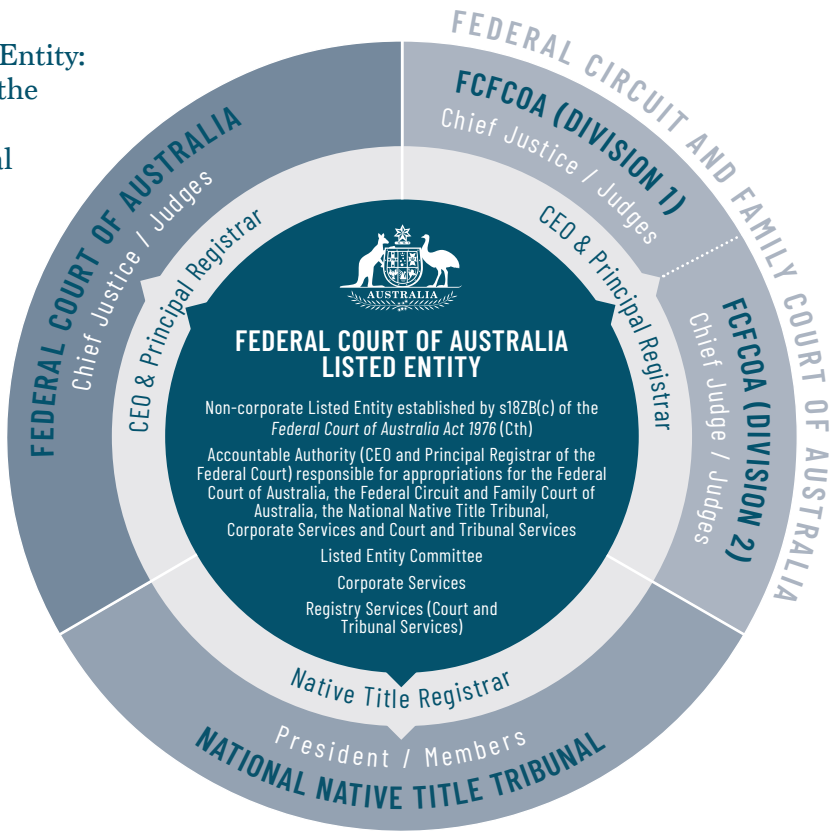 Entity:
the
al
FEDERAL COURT OF AUSTRALIA
Chief Justice / Judges
CEO & Principal Registrar
FEDERAL CIRCUIT AND FAMILY COURT OF AUSTRALIA
FCFCOA (DIVISION 1)
Chief Justice / Judges
CEO & Principal Registrar
FCFCOA (DIVISION 2)
Chief Judge / Judges
AUSTRALIA
FEDERAL COURT OF AUSTRALIA
LISTED ENTITY
Non-corporate Listed Entity established by s18ZB(c) of the
Federal Court of Australia Act 1976 (Cth)
Accountable Authority (CEO and Principal Registrar of the
Federal Court) responsible for appropriations for the Federal
Court of Australia, the Federal Circuit and Family Court of
Australia, the National Native Title Tribunal,
Corporate Services and Court and Tribunal Services
Listed Entity Committee
Corporate Services
Registry Services (Court and
Tribunal Services)
Native Title Registrar
President / Members
NATIONAL NATIVE TITLE TRIBUNAL